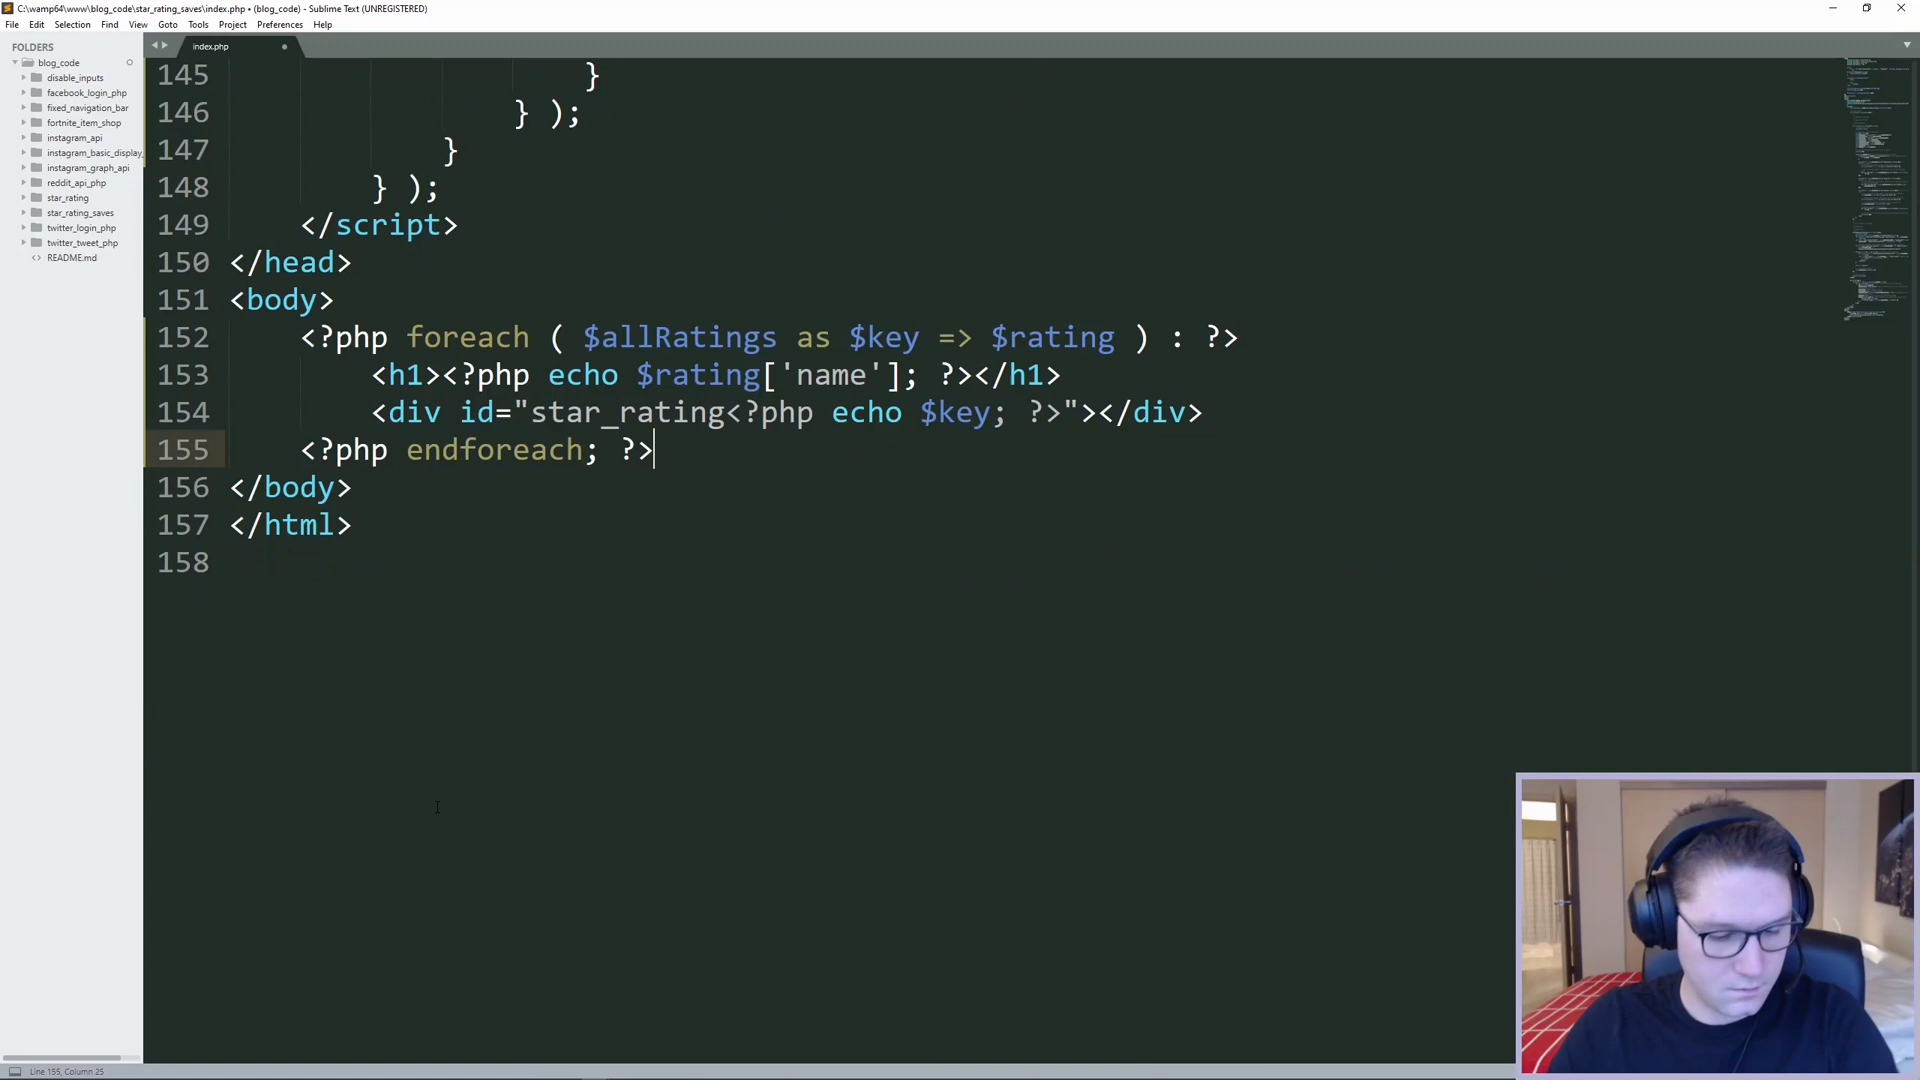 C:\wamp64\www\blog_code\star_rating_saves\index.php • (blog_code) - Sublime Text (UNREGISTERED)
File Edit Selection Find View Goto Tools Project Preferences Help
FOLDERS
blog_code
disable_inputs
facebook_login_php
fixed_navigation_bar
fortnite_item_shop
instagram_api
instagram_basic_display_
instagram_graph_api
reddit_api_php
star_rating
star_rating_saves
twitter_login_php
twitter_tweet_php
<> README.md
index.php
145 }
146 } );
147 }
148 } );
149 </script>
150 </head>
151 <body>
152 <?php foreach ( $allRatings as $key => $rating ) : ?>
153 <h1><?php echo $rating['name']; ?></h1>
154 <div id="star_rating<?php echo $key; ?>"></div>
155 <?php endforeach; ?>
156 </body>
157 </html>
158
Line 155, Column 25